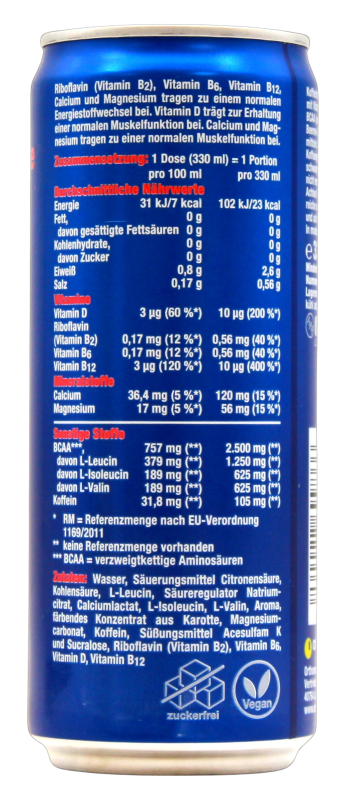 Riboflavin (Vitamin B2), Vitamin B6, Vitamin B12,
Calcium und Magnesium tragen zu einem normalen
Energiestoffwechsel bei. Vitamin D trägt zur Erhaltung
einer normalen Muskelfunktion bei. Calcium und Mag-
nesium tragen zu einer normalen Muskelfunktion bei.
Zusammensetzung: 1 Dose (330 ml) = 1 Portion
pro 100 ml pro 330 ml
Durchschnittliche Nährwerte
Energie 31 kJ/7 kcal 102 kJ/23 kcal
Fett, 0 g 0 g
davon gesättigte Fettsäuren 0 g 0 g
Kohlenhydrate, 0 g 0 g
davon Zucker 0 g 0 g
Eiweiß 0,8 g 2,6 g
Salz 0,17 g 0,56 g
Vitamine
Vitamin D 3 µg (60 %*) 10 µg (200 %*)
Riboflavin
(Vitamin B2) 0,17 mg (12 %*) 0,56 mg (40 %*)
Vitamin B6 0,17 mg (12 %*) 0,56 mg (40 %*)
Vitamin B12 3 µg (120 %*) 10 µg (400 %*)
Mineralstoffe
Calcium 36,4 mg (5 %*) 120 mg (15 %*)
Magnesium 17 mg (5 %*) 56 mg (15 %*)
Sonstige Stoffe
BCAA***, 757 mg (**) 2.500 mg (**)
davon L-Leucin 379 mg (**) 1.250 mg (**)
davon L-Isoleucin 189 mg (**) 625 mg (**)
davon L-Valin 189 mg (**) 625 mg (**)
Koffein 31,8 mg (**) 105 mg (**)
* RM = Referenzmenge nach EU-Verordnung
1169/2011
** keine Referenzmenge vorhanden
*** BCAA = verzweigtkettige Aminosäuren
Zutaten: Wasser, Säuerungsmittel Citronensäure,
Kohlensäure, L-Leucin, Säureregulator Natrium-
citrat, Calciumlactat, L-Isoleucin, L-Valin, Aroma,
färbendes Konzentrat aus Karotte, Magnesium-
carbonat, Koffein, Süßungsmittel Acesulfam K
und Sucralose, Riboflavin (Vitamin B2), Vitamin B6,
Vitamin D, Vitamin B12
zuckerfrei
Vegan